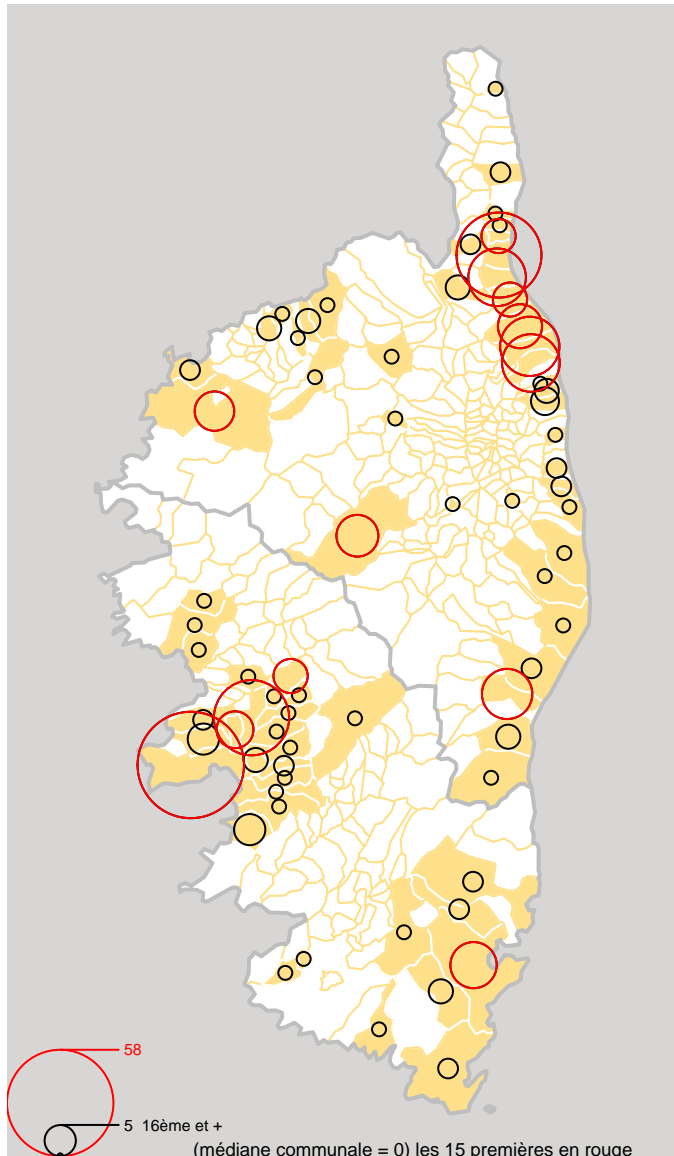 58
5 16ème et +
(médiane communale = 0) les 15 premières en rouge